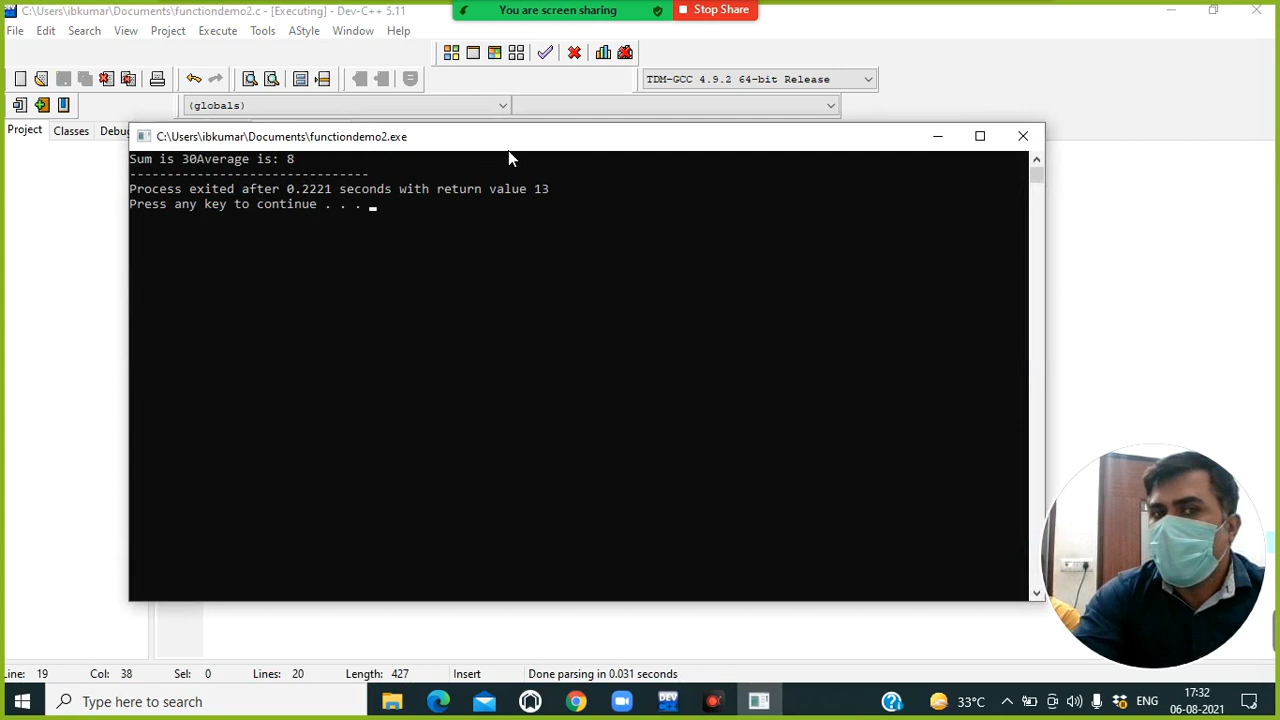 C:\Users\ibkumar\Documents\functiondemo2.c - [Executing] - Dev-C++ 5.11
You are screen sharing
Stop Share
File Edit Search View Project Execute Tools AStyle Window Help
TDM-GCC 4.9.2 64-bit Release
(globals)
Project Classes Debug
C:\Users\ibkumar\Documents\functiondemo2.exe
Sum is 30Average is: 8
--------------------------------
Process exited after 0.2221 seconds with return value 13
Press any key to continue . . .
Line: 19 Col: 38 Sel: 0 Lines: 20 Length: 427 Insert Done parsing in 0.031 seconds
Type here to search
DEV
33°C
ENG
17:32
06-08-2021